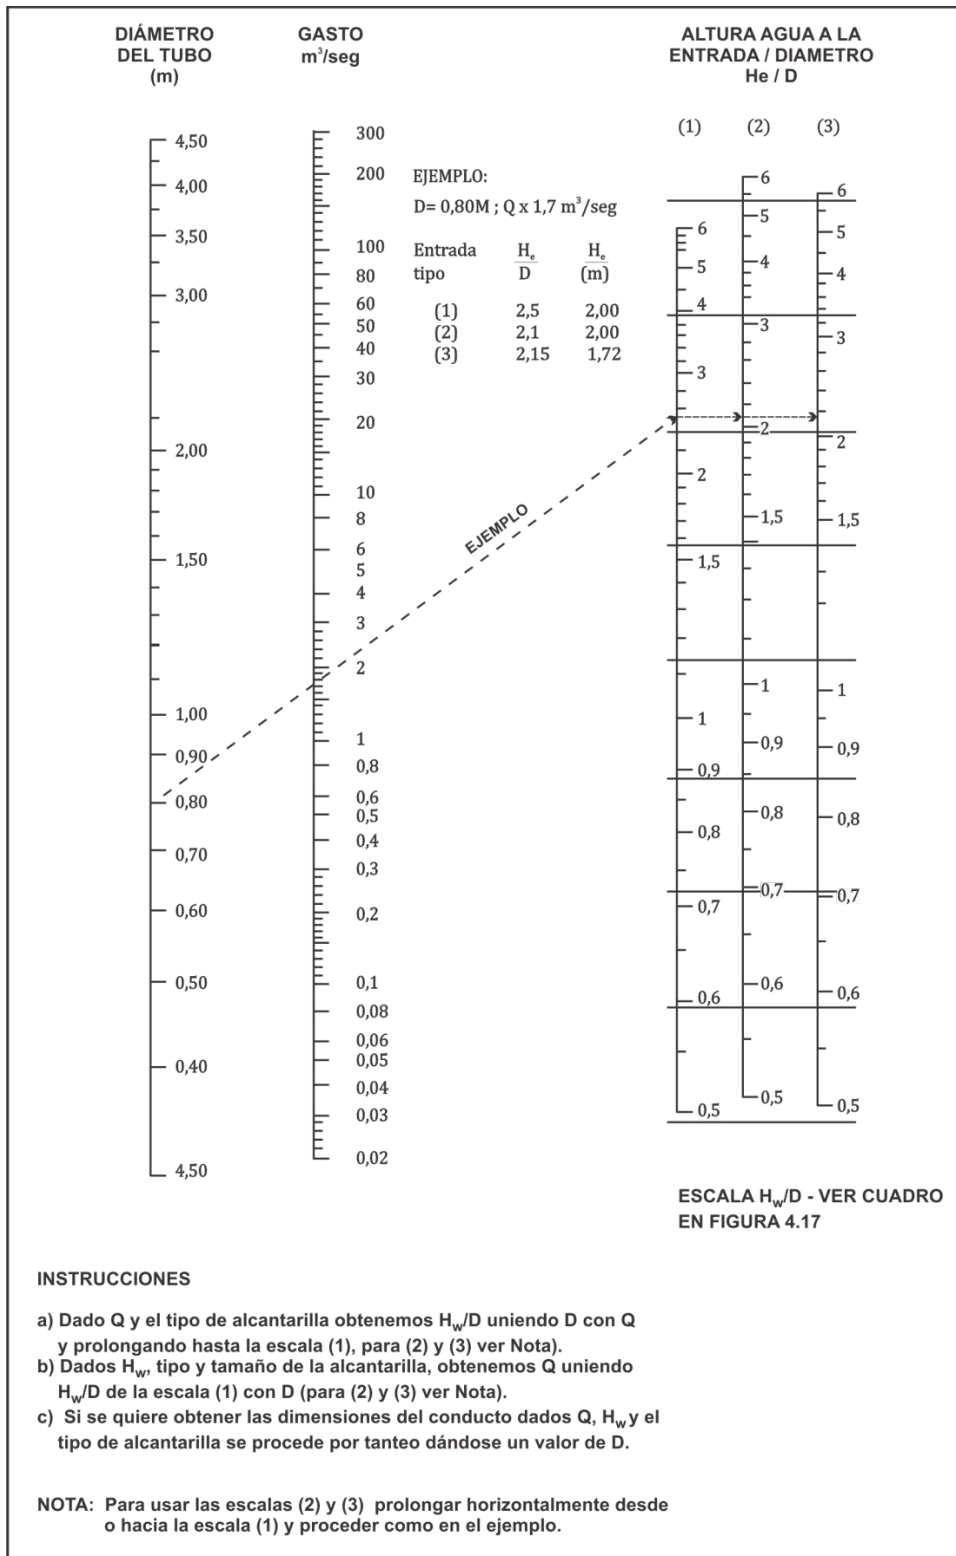 DIÁMETRO
DEL TUBO
(m)
GASTO
m³/seg
ALTURA AGUA A LA
ENTRADA / DIAMETRO
He / D
4,50
4,00
3,50
3,00
2,00
1,50
1,00
0,90
0,80
0,70
0,60
0,50
0,40
4,50
300
200
100
80
60
50
40
30
20
10
8
6
5
4
3
2
1
0,8
0,6
0,5
0,4
0,3
0,2
0,1
0,08
0,06
0,05
0,04
0,03
0,02
EJEMPLO:
D= 0,80M ; Q x 1,7 m³/seg
Entrada He He
tipo D (m)
(1) 2,5 2,00
(2) 2,1 2,00
(3) 2,15 1,72
EJEMPLO
(1) (2) (3)
6
5
4
3
2
1,5
1
0,9
0,8
0,7
0,6
0,5
6
5
4
3
2
1,5
1
0,9
0,8
0,7
0,6
0,5
6
5
4
3
2
1,5
1
0,9
0,8
0,7
0,6
0,5
ESCALA Hw/D - VER CUADRO
EN FIGURA 4.17
INSTRUCCIONES
a) Dado Q y el tipo de alcantarilla obtenemos Hw/D uniendo D con Q
y prolongando hasta la escala (1), para (2) y (3) ver Nota).
b) Dados Hw, tipo y tamaño de la alcantarilla, obtenemos Q uniendo
Hw/D de la escala (1) con D (para (2) y (3) ver Nota).
c) Si se quiere obtener las dimensiones del conducto dados Q, Hw y el
tipo de alcantarilla se procede por tanteo dándose un valor de D.
NOTA: Para usar las escalas (2) y (3) prolongar horizontalmente desde
o hacia la escala (1) y proceder como en el ejemplo.